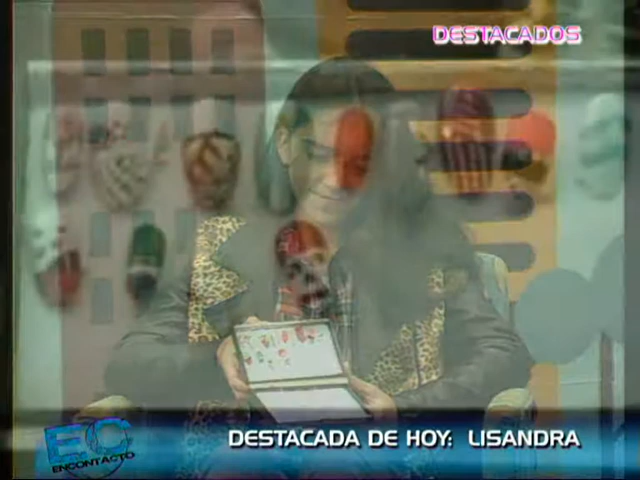 DESTACADOS
EC
ENCONTACTO
DESTACADA DE HOY: LISANDRA